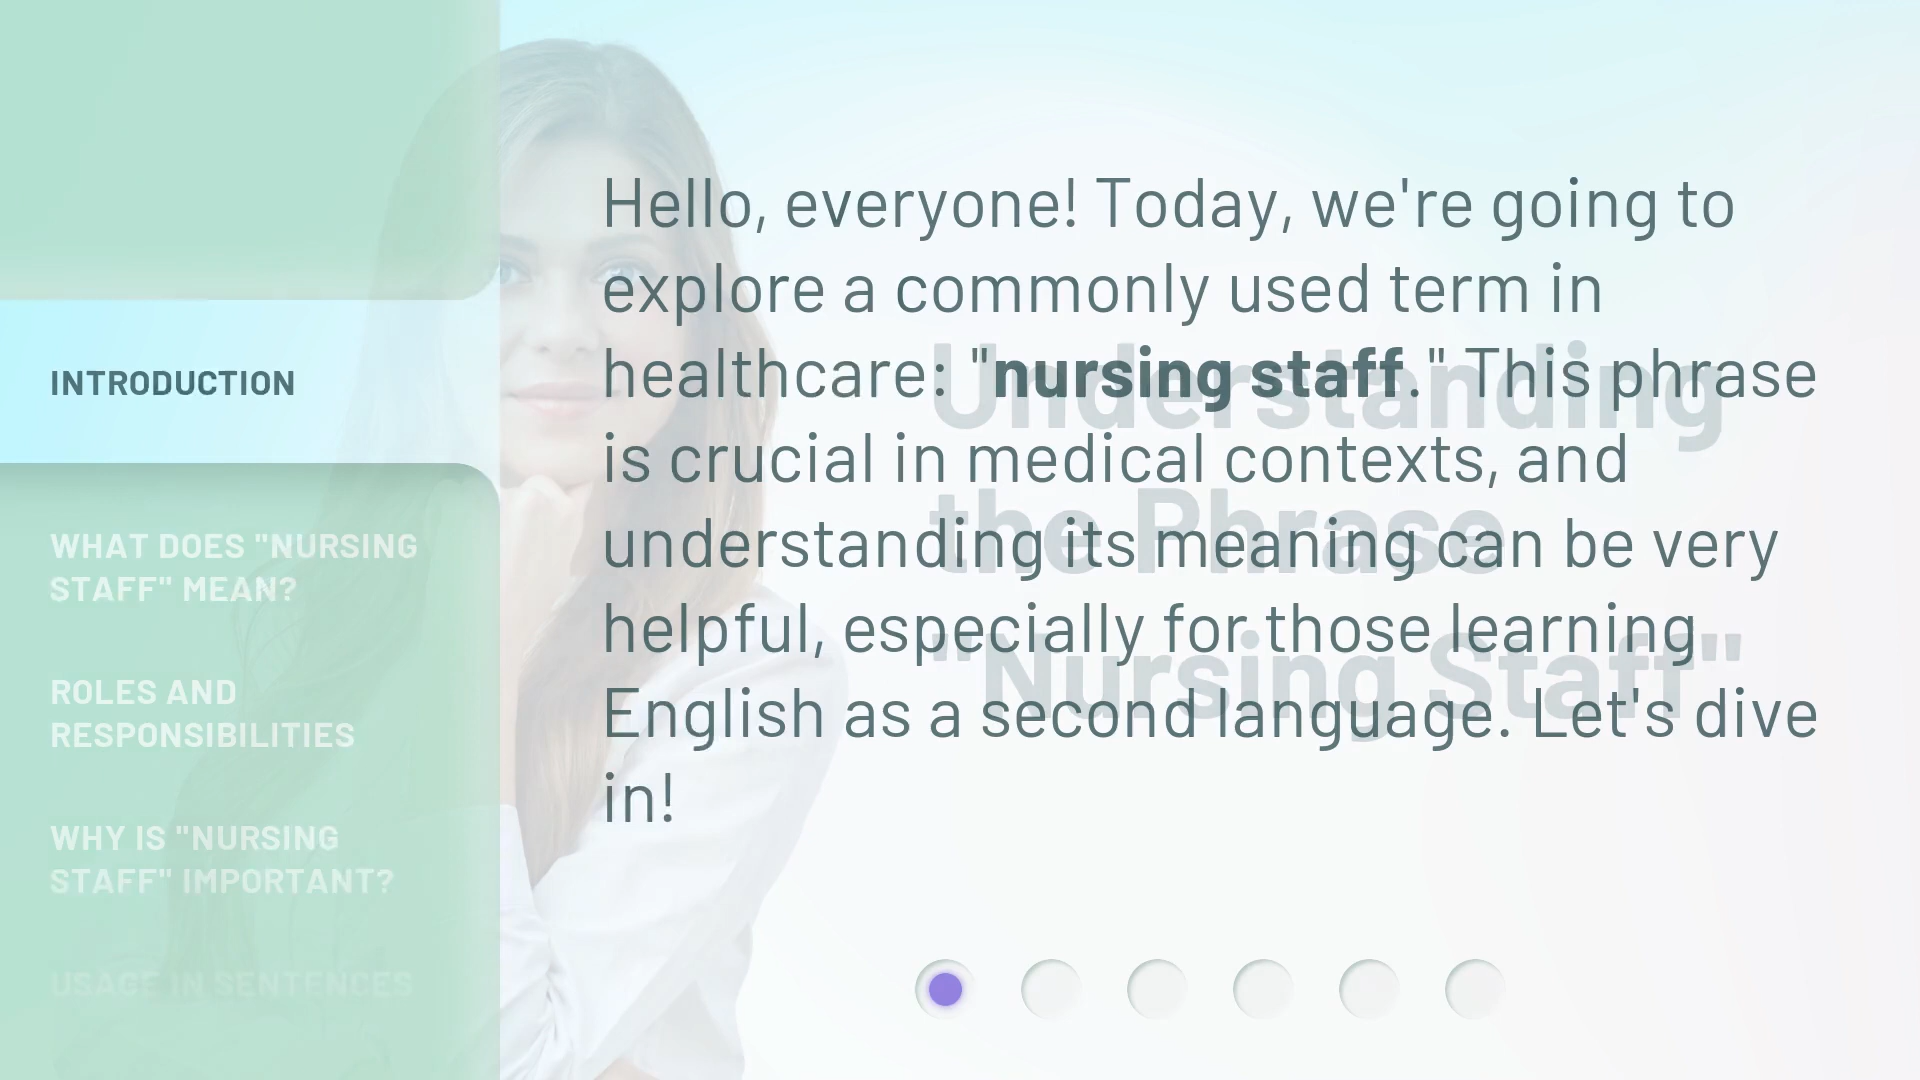 INTRODUCTION
WHAT DOES "NURSING
STAFF" MEAN?
ROLES AND
RESPONSIBILITIES
WHY IS "NURSING
STAFF" IMPORTANT?
USAGE IN SENTENCES
Hello, everyone! Today, we're going to
explore a commonly used term in
healthcare: "nursing staff." This phrase
is crucial in medical contexts, and
understanding its meaning can be very
helpful, especially for those learning
English as a second language. Let's dive
in!
Understanding
the Phrase
"Nursing Staff"